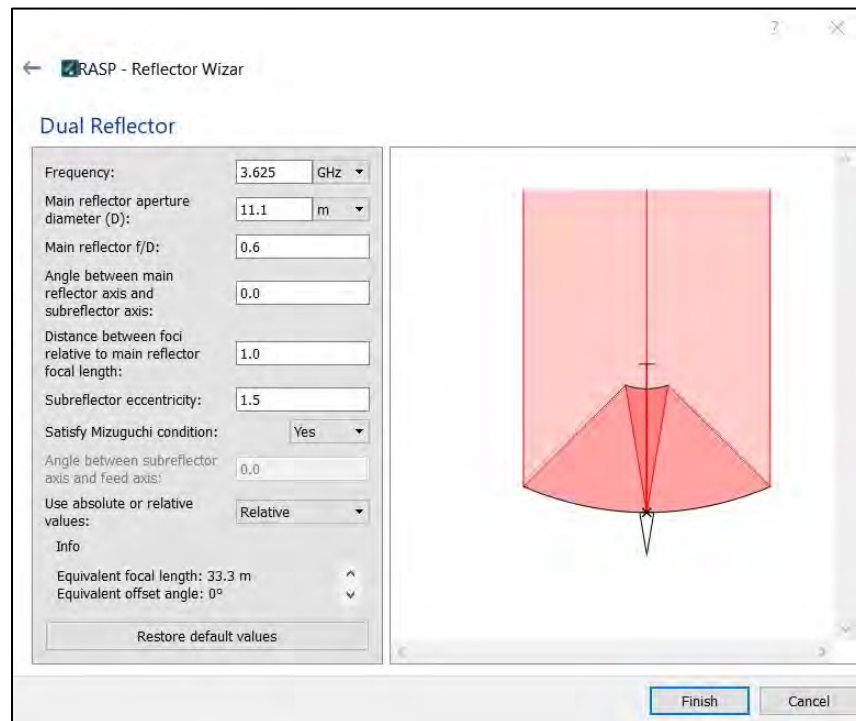 RASP - Reflector Wizar
Dual Reflector
Frequency: 3.625 GHz
Main reflector aperture
diameter (D): 11.1 m
Main reflector f/D: 0.6
Angle between main
reflector axis and 0.0
subreflector axis:
Distance between foci
relative to main reflector 1.0
focal length:
Subreflector eccentricity: 1.5
Satisfy Mizuguchi condition: Yes
Angle between subreflector
axis and feed axis: 0.0
Use absolute or relative
values: Relative
Info
Equivalent focal length: 33.3 m
Equivalent offset angle: 0°
Restore default values
Finish Cancel